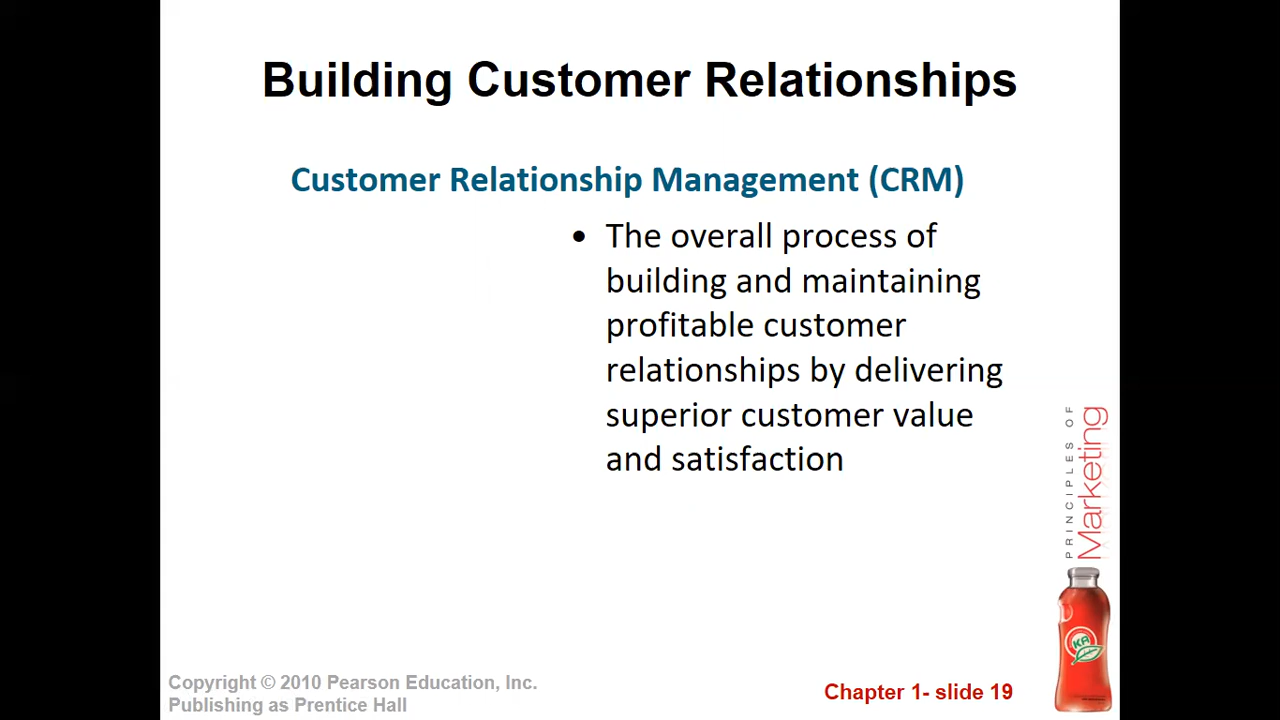 Building Customer Relationships
Customer Relationship Management (CRM)
• The overall process of
building and maintaining
profitable customer
relationships by delivering
superior customer value
and satisfaction
PRINCIPLES OF
Marketing
KA
Copyright © 2010 Pearson Education, Inc.
Publishing as Prentice Hall
Chapter 1- slide 19